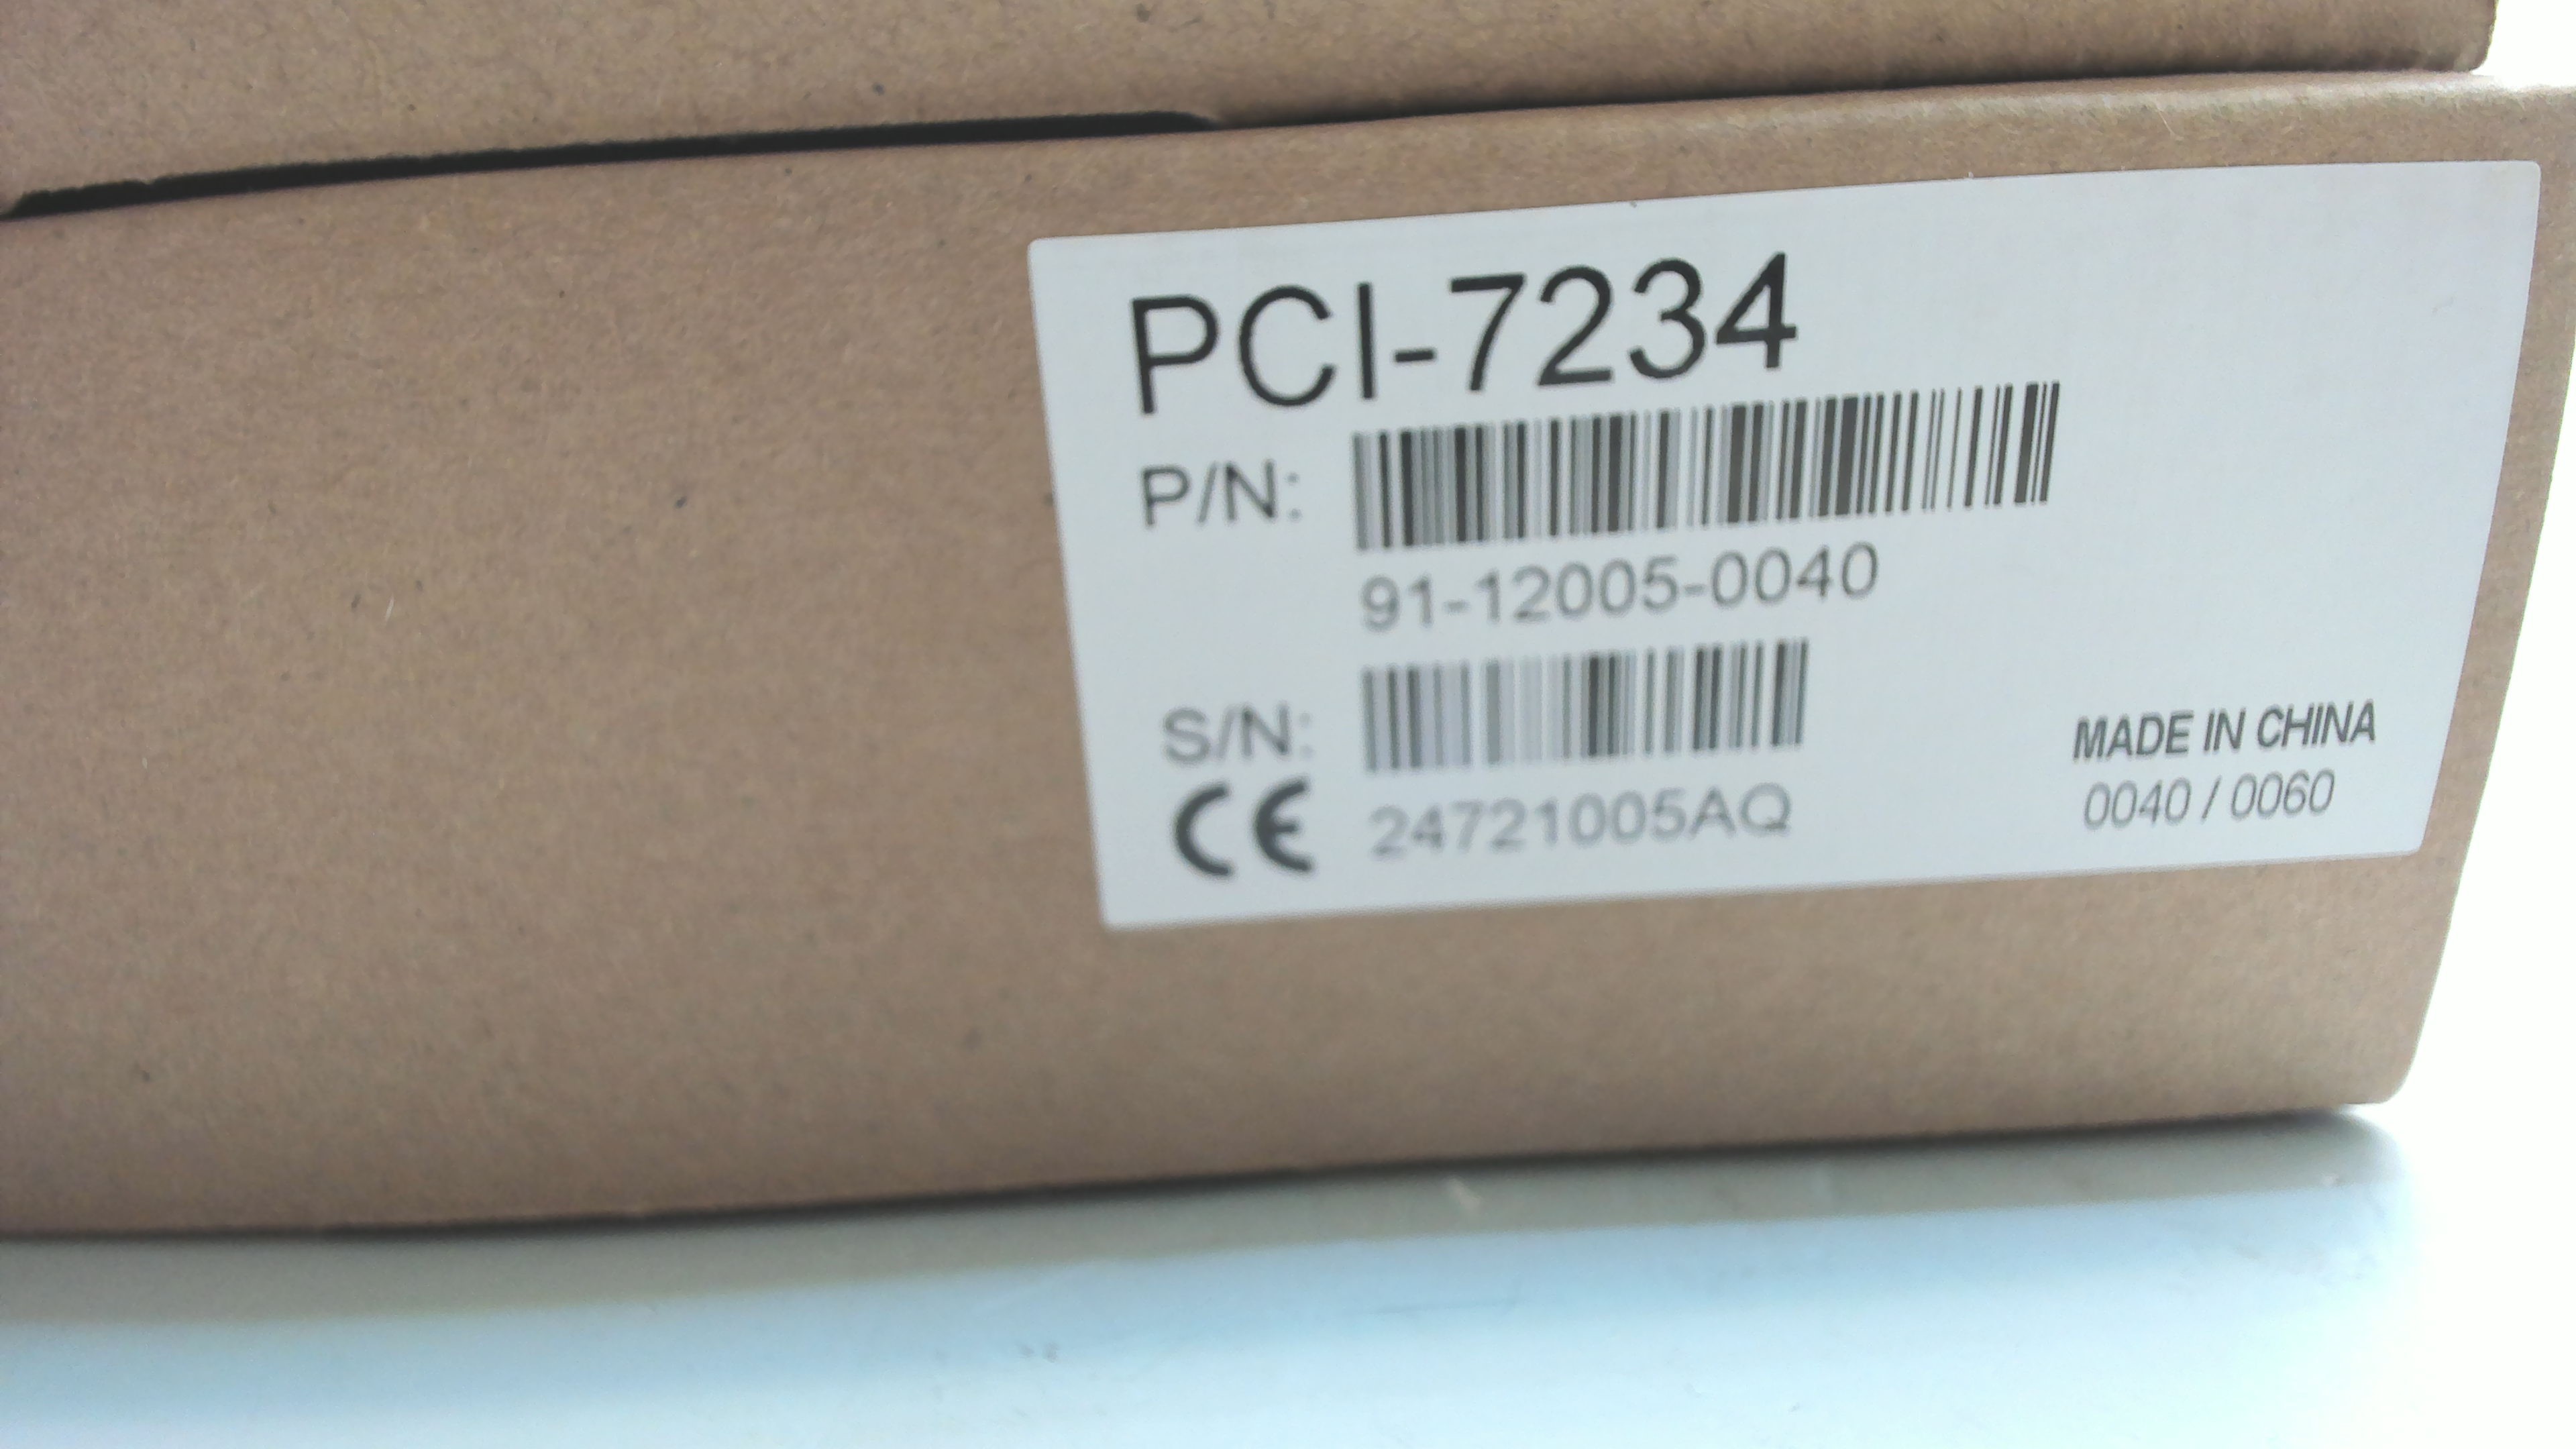 PCI-7234
P/N:
91-12005-0040
S/N:
CE 24721005AQ
MADE IN CHINA
0040 / 0060